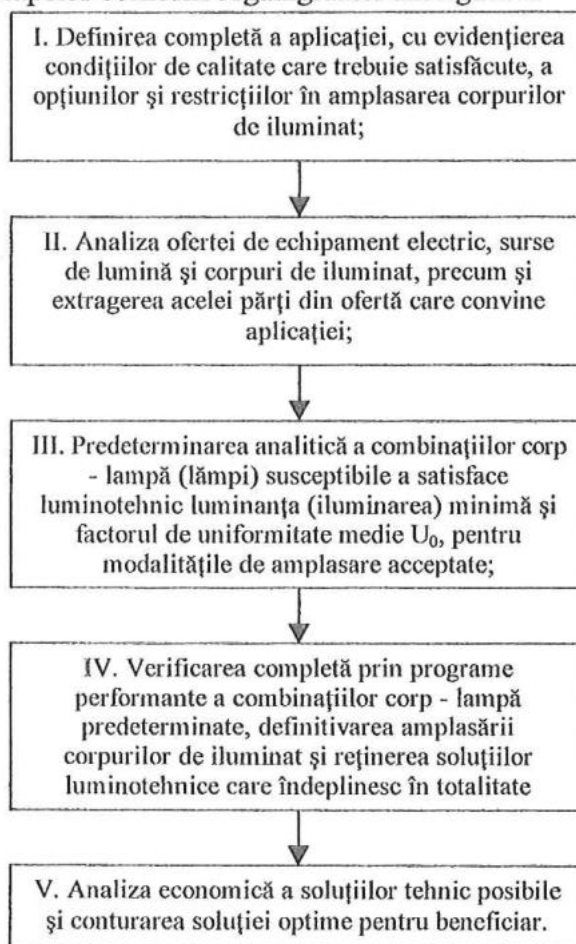 I. Definirea completă a aplicației, cu evidențierea
condițiilor de calitate care trebuie satisfăcute, a
opțiunilor și restricțiilor în amplasarea corpurilor
de iluminat;
II. Analiza ofertei de echipament electric, surse
de lumină și corpuri de iluminat, precum și
extragerea acelei părți din ofertă care convine
aplicației;
III. Predeterminarea analitică a combinațiilor corp
- lampă (lămpi) susceptibile a satisface
luminotehnic luminanța (iluminarea) minimă și
factorul de uniformitate medie U₀, pentru
modalitățile de amplasare acceptate;
IV. Verificarea completă prin programe
performante a combinațiilor corp - lampă
predeterminate, definitivarea amplasării
corpurilor de iluminat și reținerea soluțiilor
luminotehnice care îndeplinesc în totalitate
V. Analiza economică a soluțiilor tehnic posibile
și conturarea soluției optime pentru beneficiar.